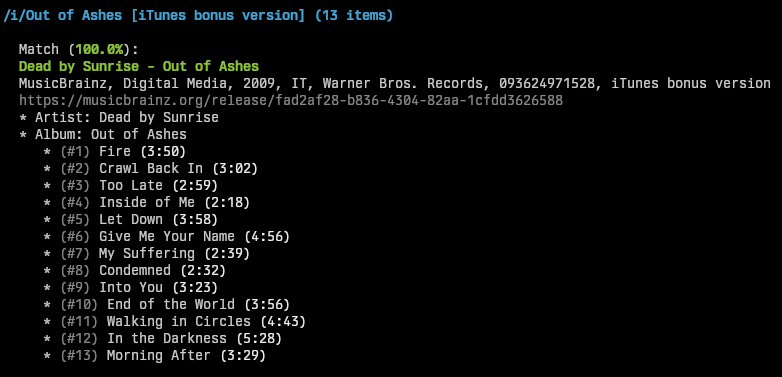 /i/Out of Ashes [iTunes bonus version] (13 items)
Match (100.0%):
Dead by Sunrise - Out of Ashes
MusicBrainz, Digital Media, 2009, IT, Warner Bros. Records, 093624971528, iTunes bonus version
https://musicbrainz.org/release/fad2af28-b836-4304-82aa-1cfdd3626588
* Artist: Dead by Sunrise
* Album: Out of Ashes
* (#1) Fire (3:50)
* (#2) Crawl Back In (3:02)
* (#3) Too Late (2:59)
* (#4) Inside of Me (2:18)
* (#5) Let Down (3:58)
* (#6) Give Me Your Name (4:56)
* (#7) My Suffering (2:39)
* (#8) Condemned (2:32)
* (#9) Into You (3:23)
* (#10) End of the World (3:56)
* (#11) Walking in Circles (4:43)
* (#12) In the Darkness (5:28)
* (#13) Morning After (3:29)